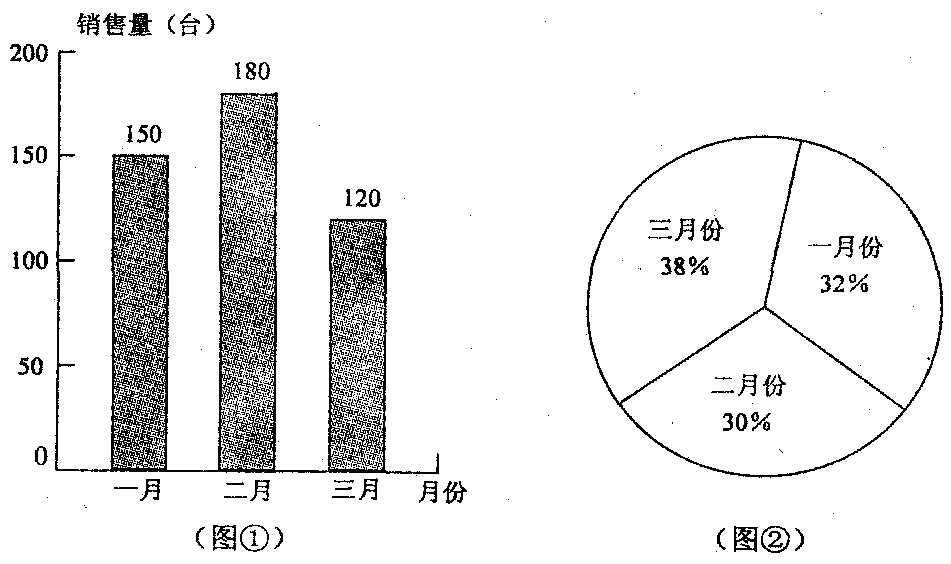 销售量（台）
200
150
100
50
0
150
180
120
一月
二月
三月
月份
（图①）
三月份
38%
一月份
32%
二月份
30%
（图②）